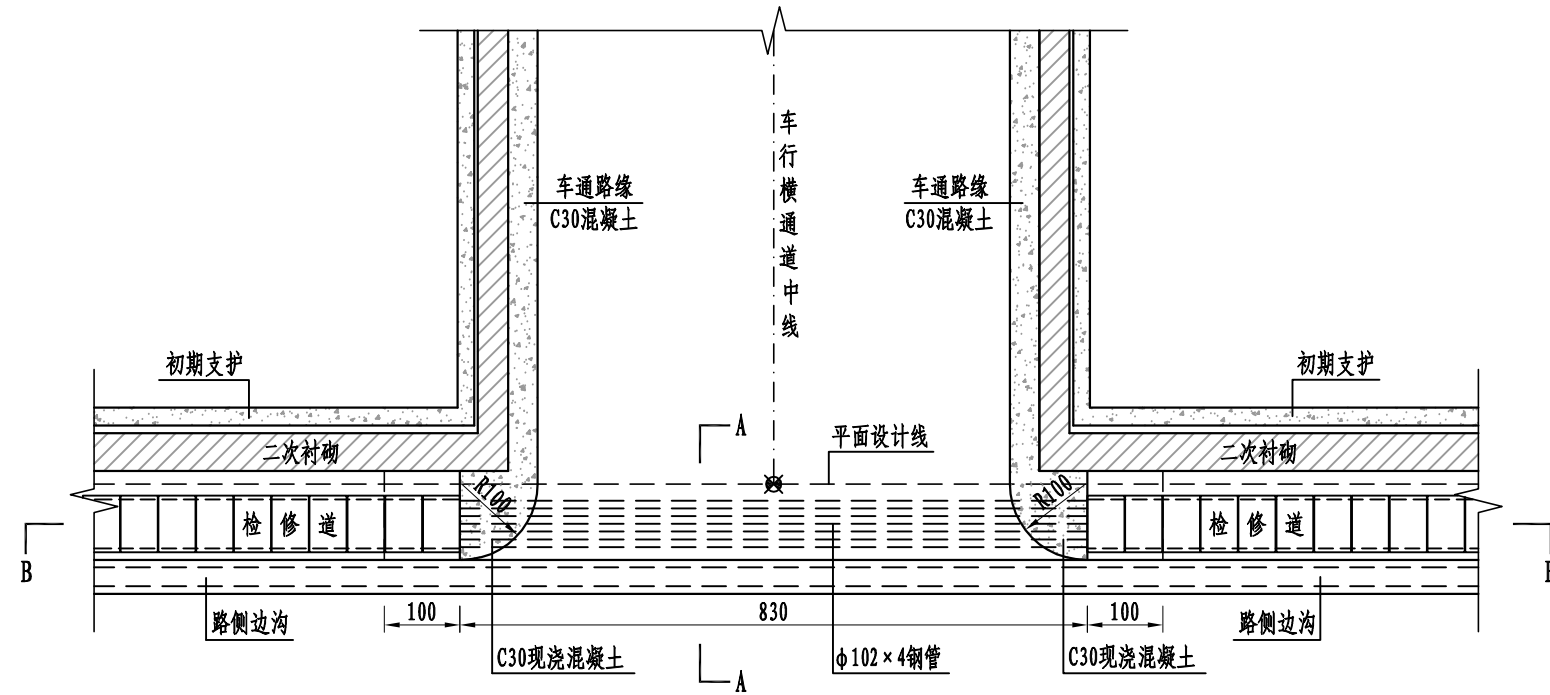 车行横通道中线
车通路缘
C30混凝土
车通路缘
C30混凝土
初期支护
初期支护
A
平面设计线
二次衬砌
二次衬砌
R100
R100
检修道
检修道
B
路侧边沟
100
830
100
路侧边沟
C30现浇混凝土
A
ф102×4钢管
C30现浇混凝土